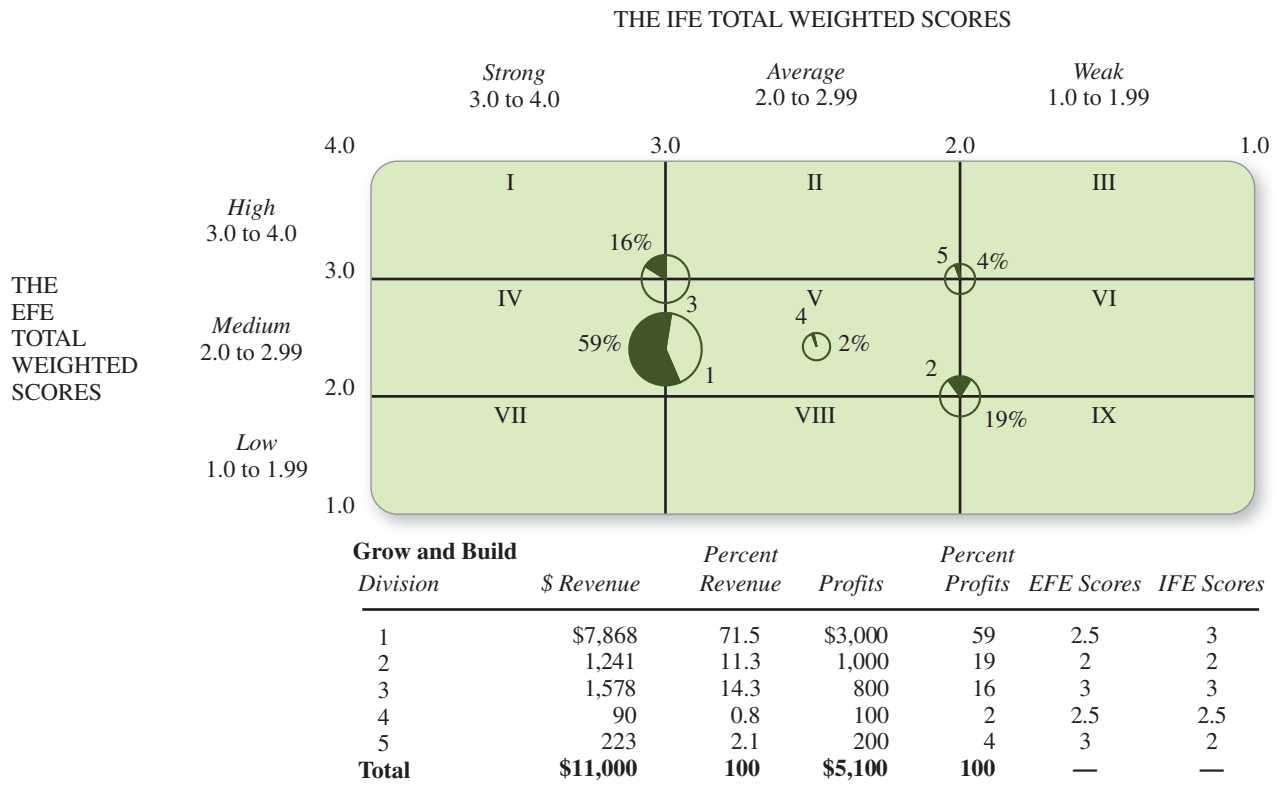 THE IFE TOTAL WEIGHTED SCORES
Strong Average Weak
3.0 to 4.0 2.0 to 2.99 1.0 to 1.99
4.0 3.0 2.0 1.0
I II III
High
3.0 to 4.0
16% 5 4%
3.0
THE
EFE
TOTAL
WEIGHTED
SCORES
IV V VI
3
Medium
2.0 to 2.99
4
59% 2%
1 2
2.0
VII VIII IX
19%
Low
1.0 to 1.99
1.0
Grow and Build Percent Percent
Division $ Revenue Revenue Profits Profits EFE Scores IFE Scores
1 $7,868 71.5 $3,000 59 2.5 3
2 1,241 11.3 1,000 19 2 2
3 1,578 14.3 800 16 3 3
4 90 0.8 100 2 2.5 2.5
5 223 2.1 200 4 3 2
Total $11,000 100 $5,100 100 — —